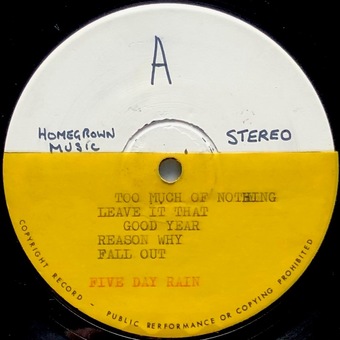 A
HOMEGROWN
MUSIC
STEREO
TOO MUCH OF NOTHING
LEAVE IT THAT
GOOD YEAR
REASON WHY
FALL OUT
FIVE DAY RAIN
COPYRIGHT RECORD - PUBLIC RERFORMANCE OR COPYING PROHIBITED